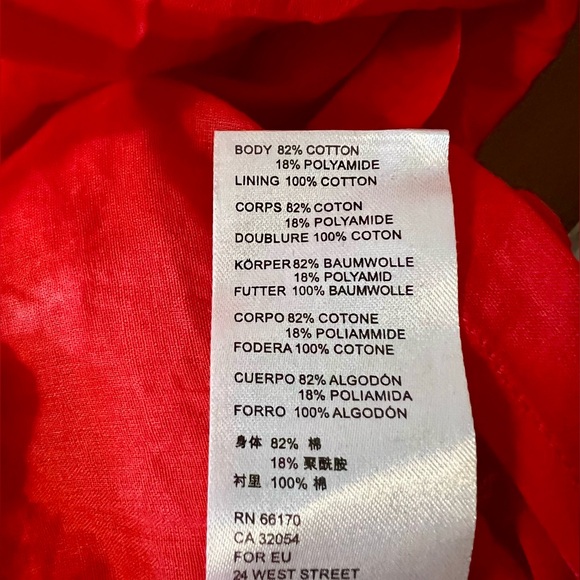 BODY 82% COTTON
18% POLYAMIDE
LINING 100% COTTON
CORPS 82% COTON
18% POLYAMIDE
DOUBLURE 100% COTON
KÖRPER 82% BAUMWOLLE
18% POLYAMID
FUTTER 100% BAUMWOLLE
CORPO 82% COTONE
18% POLIAMMIDE
FODERA 100% COTONE
CUERPO 82% ALGODÓN
18% POLIAMIDA
FORRO 100% ALGODÓN
身体 82% 棉
18% 聚酰胺
衬里 100% 棉
RN 66170
CA 32054
FOR EU
24 WEST STREET